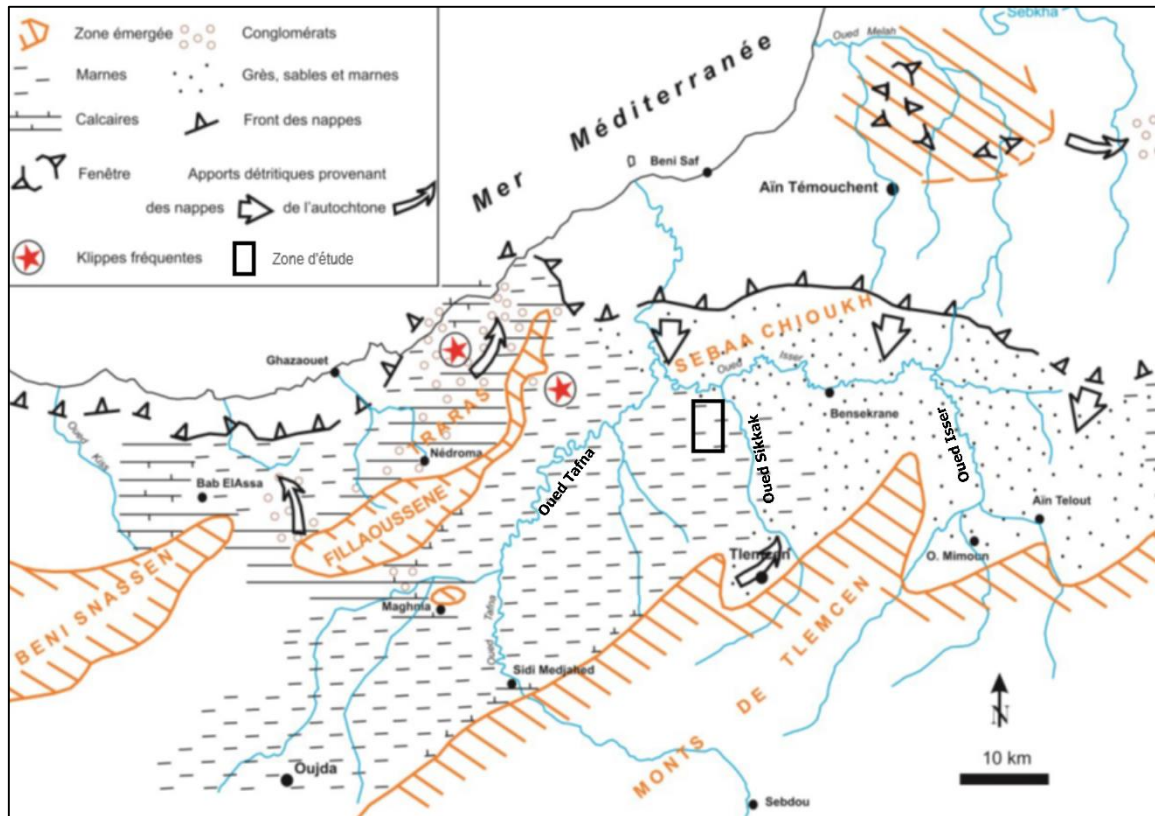 Zone émergée
Conglomérats
Marnes
Grès, sables et marnes
Calcaires
Front des nappes
Fenêtre
Apports détritiques provenant
des nappes
de l'autochtone
Klippes fréquentes
Zone d'étude
Mer Méditerranée
Sebkha
Oued Melah
Beni Saf
Aïn Témouchent
SEBAA CHIOUKH
Ghazaouet
Oued Isser
Bensekrane
TRARAS
Nédroma
Oued Kiss
Bab ElAssa
FILLAOUSSENE
Oued Tafna
Oued Sikkak
Oued Isser
Aïn Telout
O. Mimoun
Tlemcen
BENI SNASSEN
Maghnia
Oued Tafna
Sidi Medjahed
MONTS DE TLEMCEN
N
10 km
Oujda
Sebdou